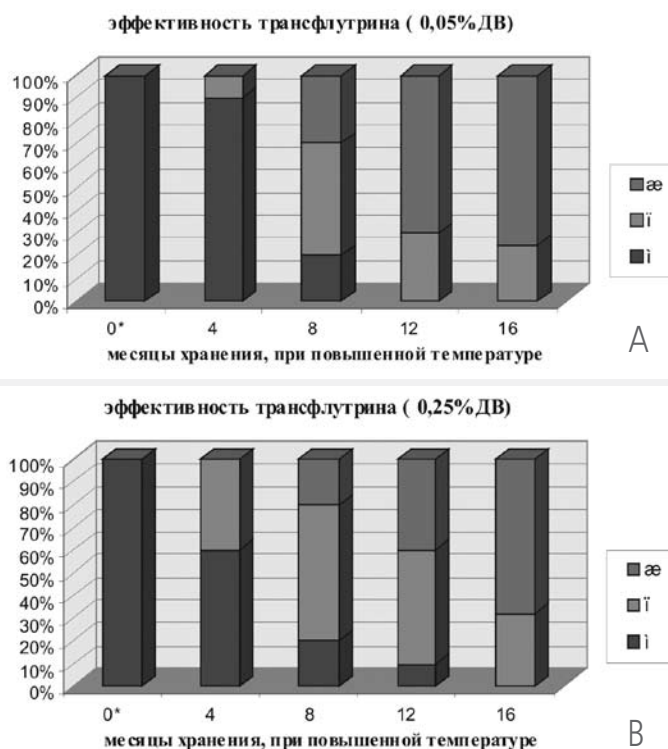 эффективность трансфлутрина ( 0,05% ДВ)
100%
90%
80%
70%
60%
50%
40%
30%
20%
10%
0%
0*
4
8
12
16
æ
ï
ì
месяцы хранения, при повышенной температуре
A
эффективность трансфлутрина ( 0,25% ДВ)
100%
90%
80%
70%
60%
50%
40%
30%
20%
10%
0%
0*
4
8
12
16
æ
ï
ì
месяцы хранения, при повышенной температуре
B